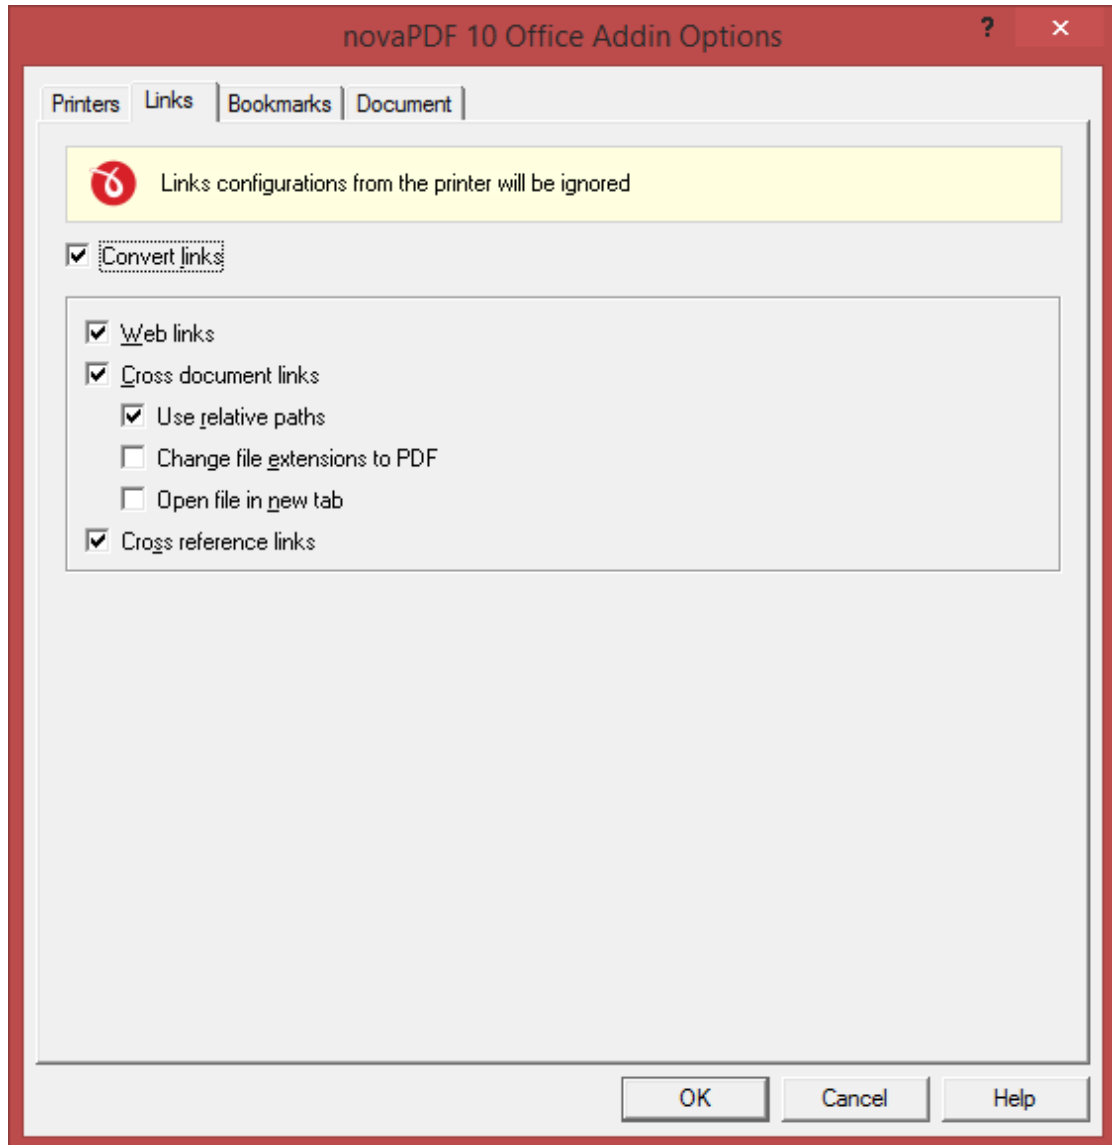 novaPDF 10 Office Addin Options
?
×
Printers Links Bookmarks Document
Links configurations from the printer will be ignored
Convert links
Web links
Cross document links
Use relative paths
Change file extensions to PDF
Open file in new tab
Cross reference links
OK Cancel Help